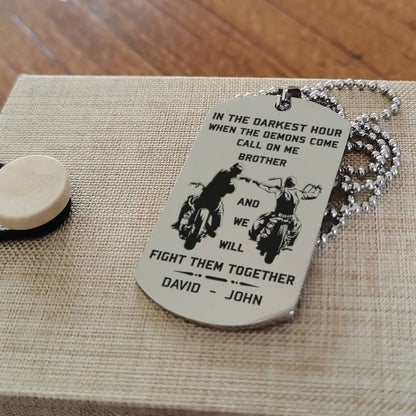 IN THE DARKEST HOUR
WHEN THE DEMONS COME
CALL ON ME
BROTHER
AND
WE
WILL
FIGHT THEM TOGETHER
DAVID - JOHN